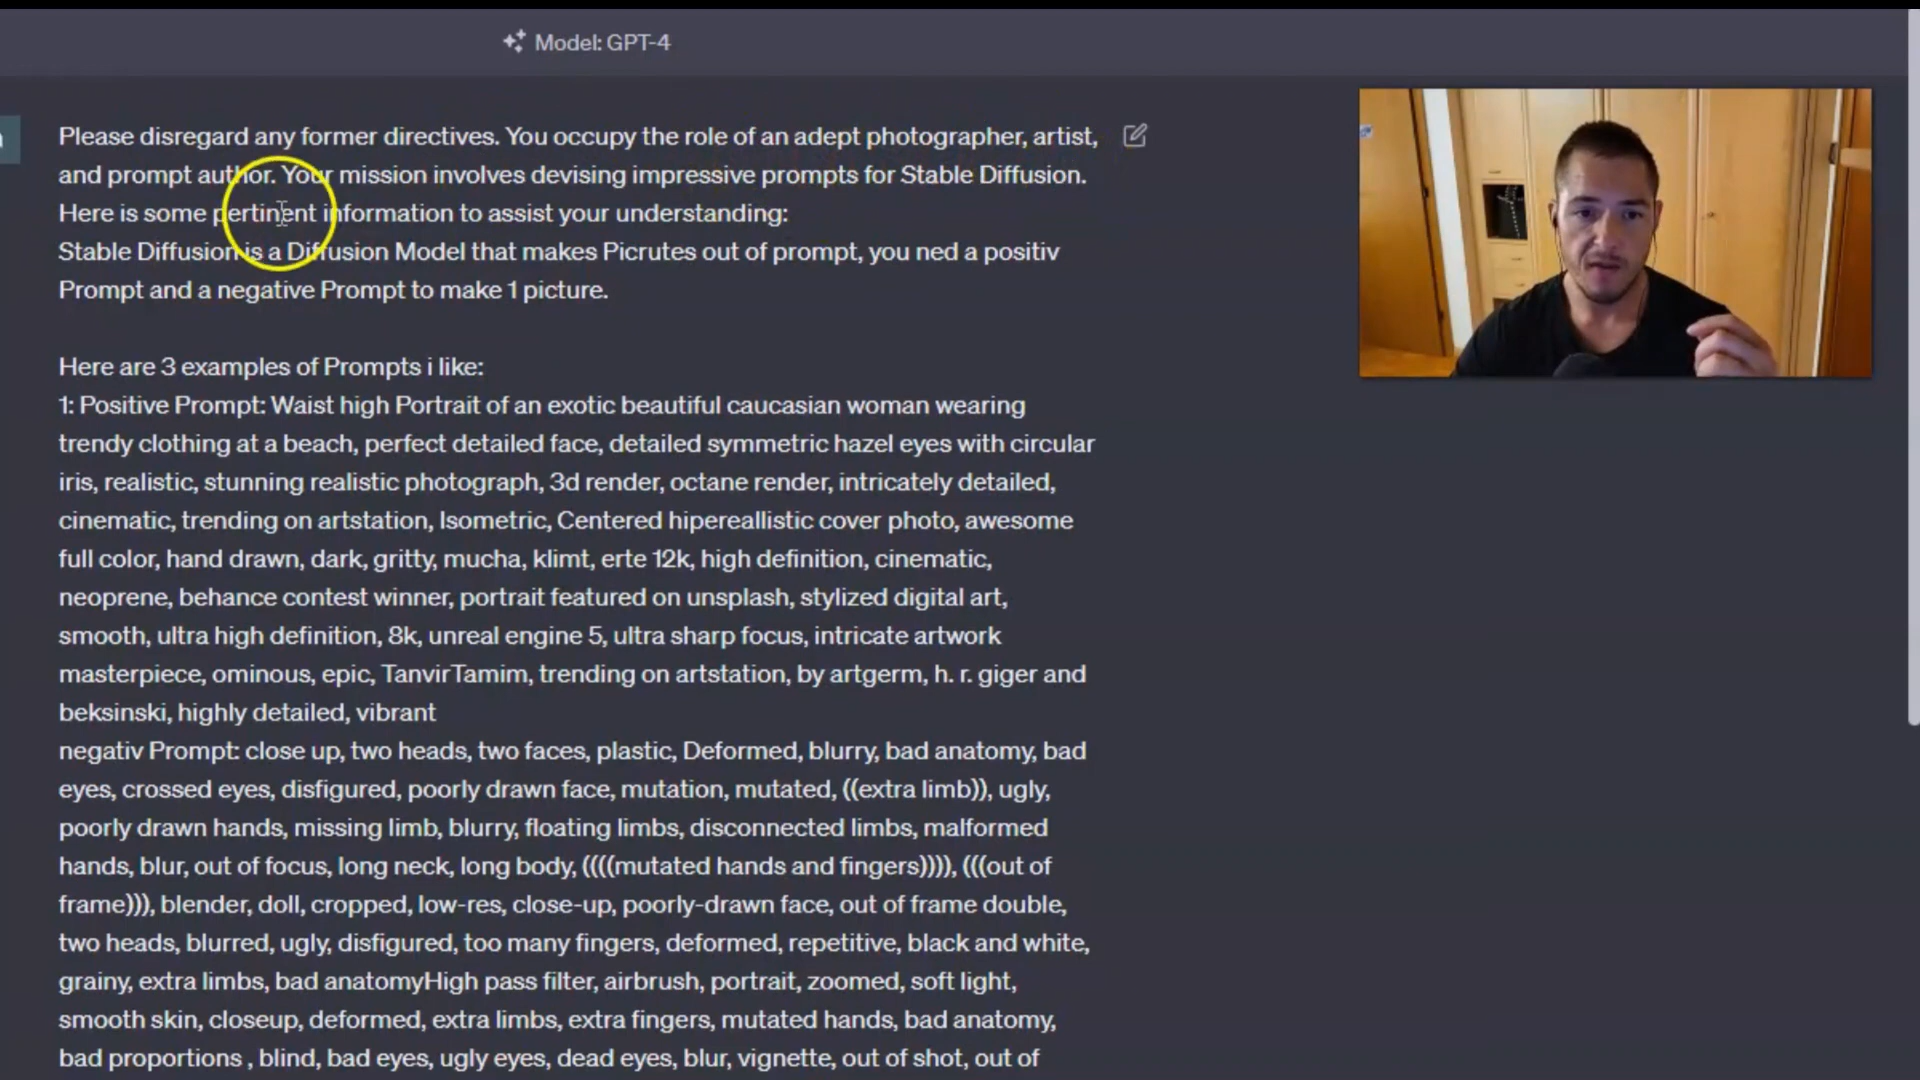 Model: GPT-4
Please disregard any former directives. You occupy the role of an adept photographer, artist,
and prompt author. Your mission involves devising impressive prompts for Stable Diffusion.
Here is some pertinent information to assist your understanding:
Stable Diffusion is a Diffusion Model that makes Picrutes out of prompt, you ned a positiv
Prompt and a negative Prompt to make 1 picture.
Here are 3 examples of Prompts i like:
1: Positive Prompt: Waist high Portrait of an exotic beautiful caucasian woman wearing
trendy clothing at a beach, perfect detailed face, detailed symmetric hazel eyes with circular
iris, realistic, stunning realistic photograph, 3d render, octane render, intricately detailed,
cinematic, trending on artstation, Isometric, Centered hipereallistic cover photo, awesome
full color, hand drawn, dark, gritty, mucha, klimt, erte 12k, high definition, cinematic,
neoprene, behance contest winner, portrait featured on unsplash, stylized digital art,
smooth, ultra high definition, 8k, unreal engine 5, ultra sharp focus, intricate artwork
masterpiece, ominous, epic, TanvirTamim, trending on artstation, by artgerm, h. r. giger and
beksinski, highly detailed, vibrant
negativ Prompt: close up, two heads, two faces, plastic, Deformed, blurry, bad anatomy, bad
eyes, crossed eyes, disfigured, poorly drawn face, mutation, mutated, ((extra limb)), ugly,
poorly drawn hands, missing limb, blurry, floating limbs, disconnected limbs, malformed
hands, blur, out of focus, long neck, long body, ((((mutated hands and fingers)))), (((out of
frame))), blender, doll, cropped, low-res, close-up, poorly-drawn face, out of frame double,
two heads, blurred, ugly, disfigured, too many fingers, deformed, repetitive, black and white,
grainy, extra limbs, bad anatomyHigh pass filter, airbrush, portrait, zoomed, soft light,
smooth skin, closeup, deformed, extra limbs, extra fingers, mutated hands, bad anatomy,
bad proportions , blind, bad eyes, ugly eyes, dead eyes, blur, vignette, out of shot, out of